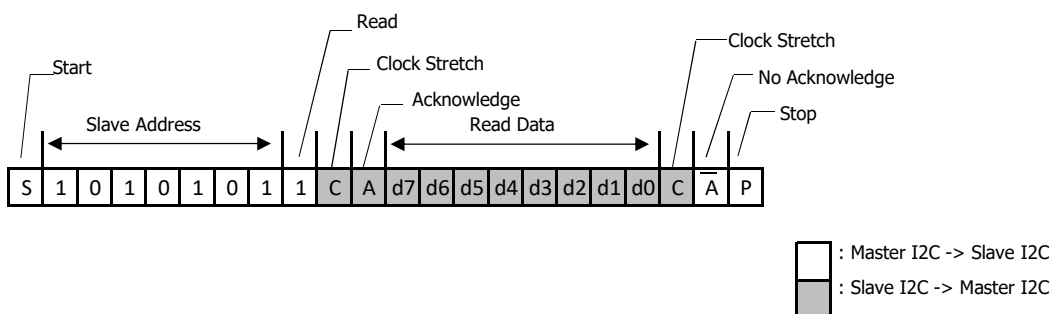 Read
Clock Stretch
Start
Clock Stretch
No Acknowledge
Acknowledge
Stop
Slave Address
Read Data
S 1 0 1 0 1 0 1 1 C A d7 d6 d5 d4 d3 d2 d1 d0 C A̅ P
: Master I2C -> Slave I2C
: Slave I2C -> Master I2C